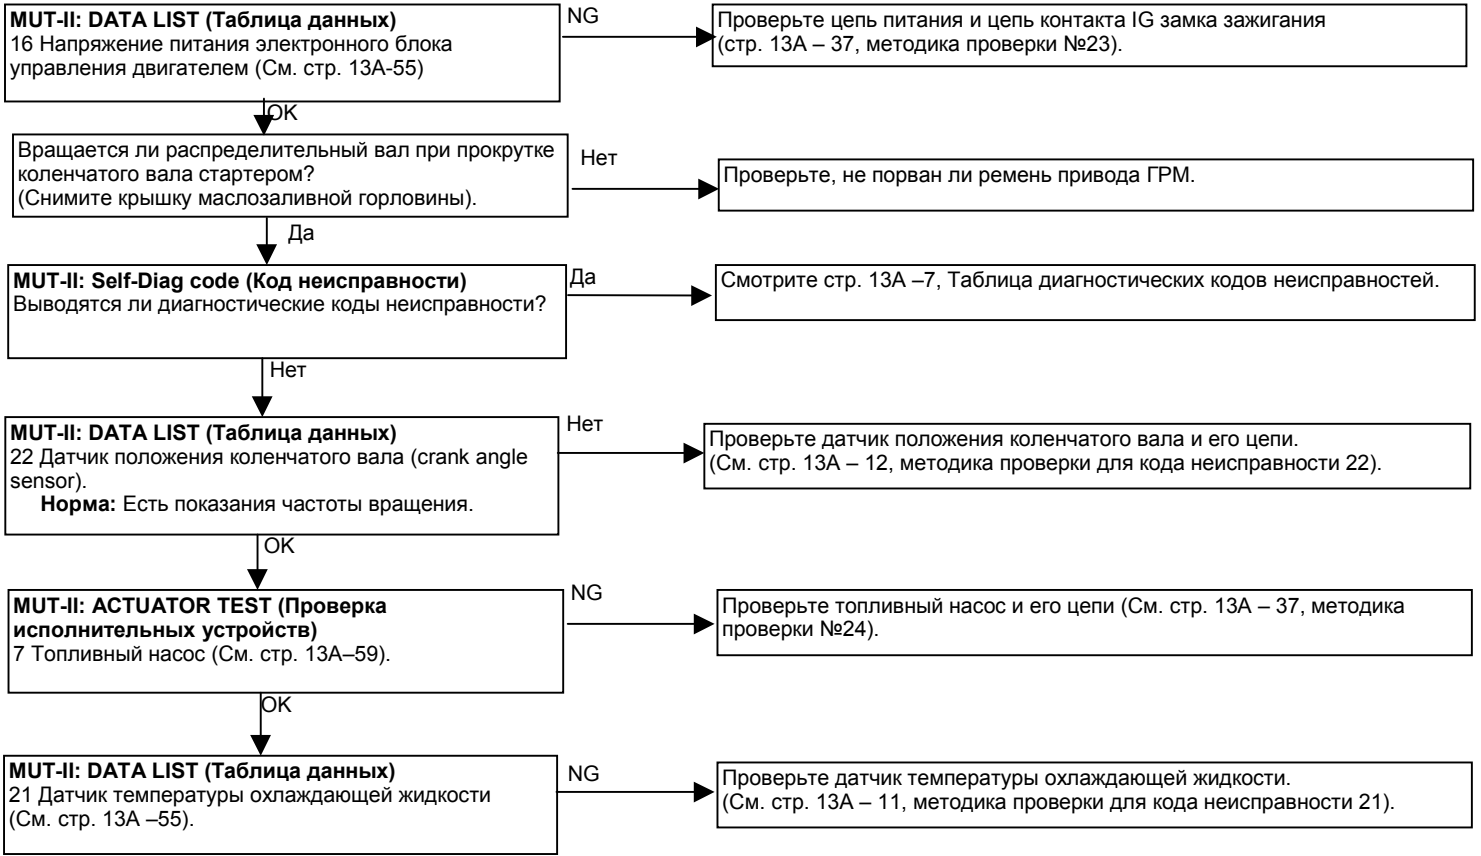 MUT-II: DATA LIST (Таблица данных)
16 Напряжение питания электронного блока
управления двигателем (См. стр. 13А-55)
NG
Проверьте цепь питания и цепь контакта IG замка зажигания
(стр. 13А – 37, методика проверки №23).
OK
Вращается ли распределительный вал при прокрутке
коленчатого вала стартером?
(Снимите крышку маслозаливной горловины).
Нет
Проверьте, не порван ли ремень привода ГРМ.
Да
MUT-II: Self-Diag code (Код неисправности)
Выводятся ли диагностические коды неисправности?
Да
Смотрите стр. 13А –7, Таблица диагностических кодов неисправностей.
Нет
MUT-II: DATA LIST (Таблица данных)
22 Датчик положения коленчатого вала (crank angle
sensor).
Норма: Есть показания частоты вращения.
Нет
Проверьте датчик положения коленчатого вала и его цепи.
(См. стр. 13А – 12, методика проверки для кода неисправности 22).
OK
MUT-II: ACTUATOR TEST (Проверка
исполнительных устройств)
7 Топливный насос (См. стр. 13А–59).
NG
Проверьте топливный насос и его цепи (См. стр. 13А – 37, методика
проверки №24).
OK
MUT-II: DATA LIST (Таблица данных)
21 Датчик температуры охлаждающей жидкости
(См. стр. 13А –55).
NG
Проверьте датчик температуры охлаждающей жидкости.
(См. стр. 13А – 11, методика проверки для кода неисправности 21).